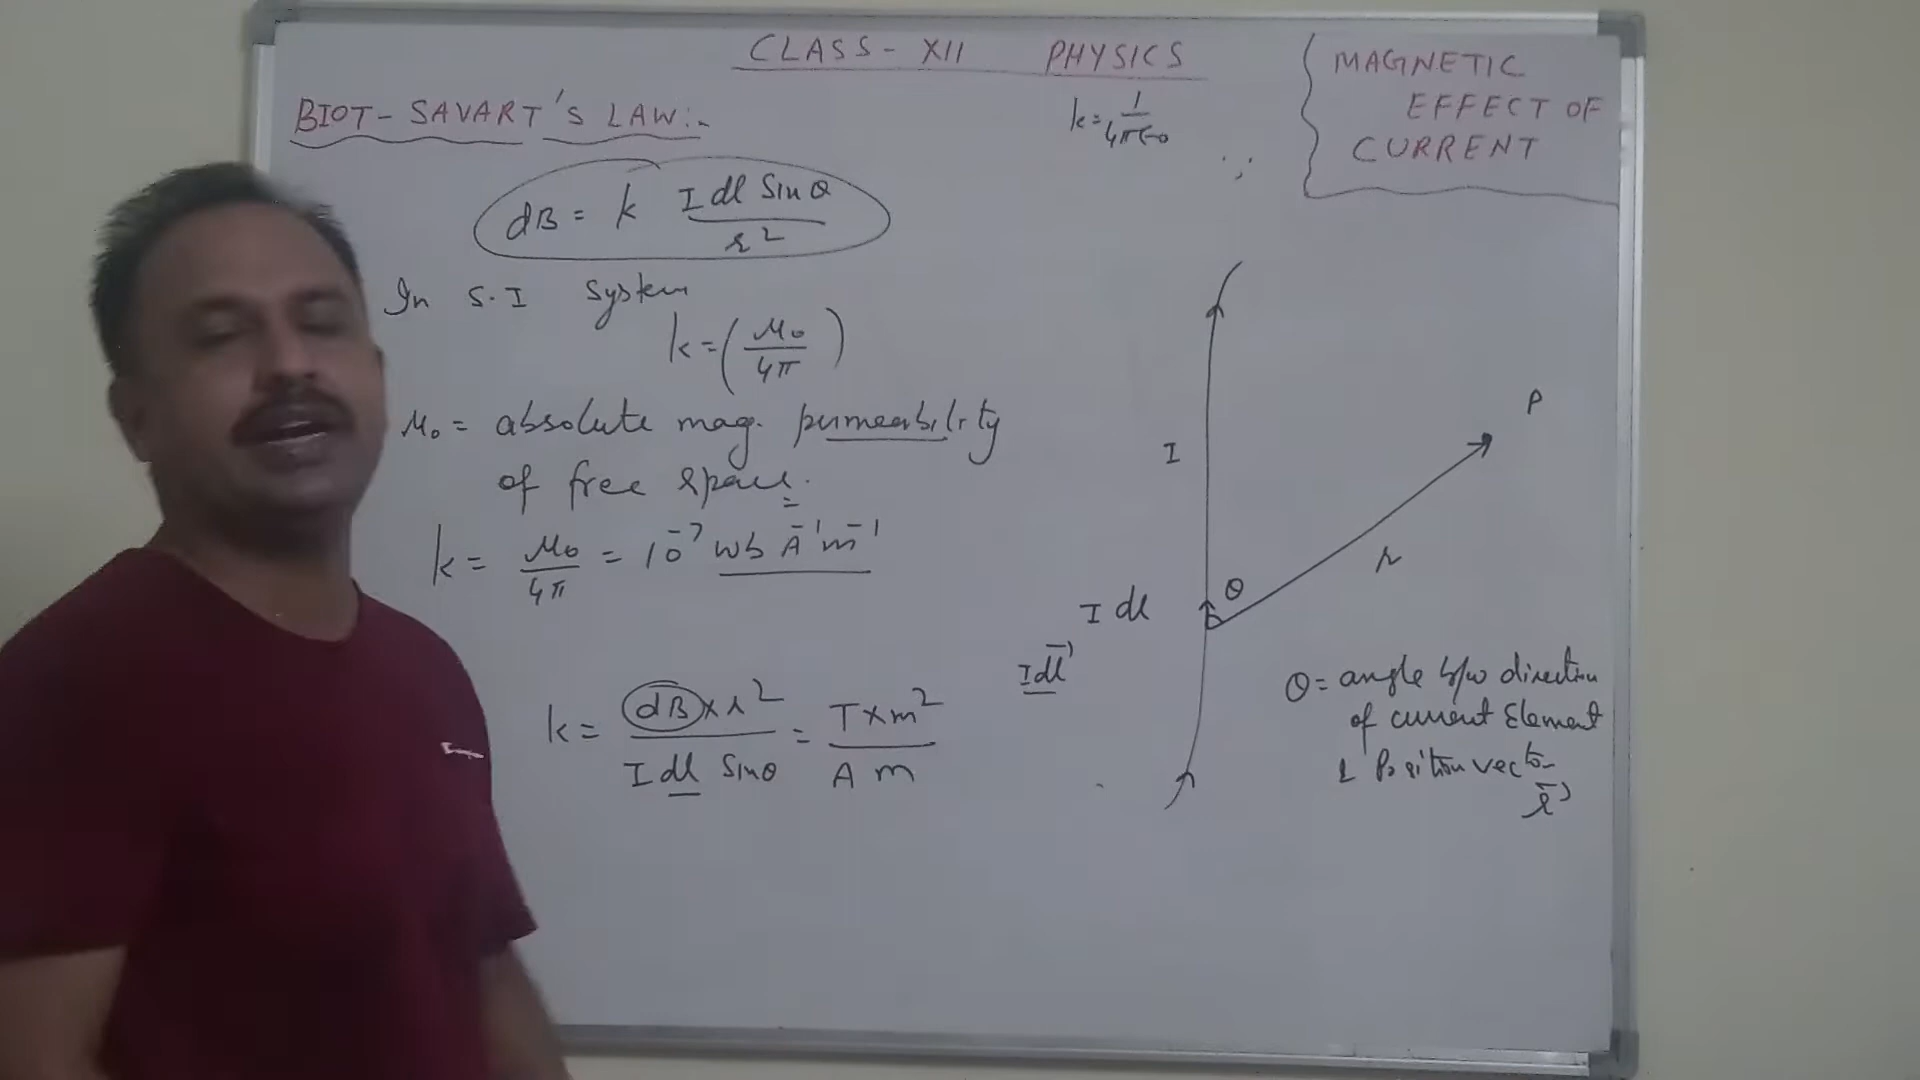 CLASS - XII PHYSICS
MAGNETIC
EFFECT OF
CURRENT
BIOT - SAVART'S LAW:-
k = 1/4πϵ0
dB = k I dl Sin θ / r²
In S.I System
k = (μ₀/4π)
μ₀ = absolute mag. permeability
of free space.
k = μ₀/4π = 10⁻⁷ wb A⁻¹ m⁻¹
k = dB × r² / I dl Sinθ = T × m² / A m
P
I
r
θ
I dl
I dl⃗
θ = angle b/w direction
of current Element
& Position vector
r⃗